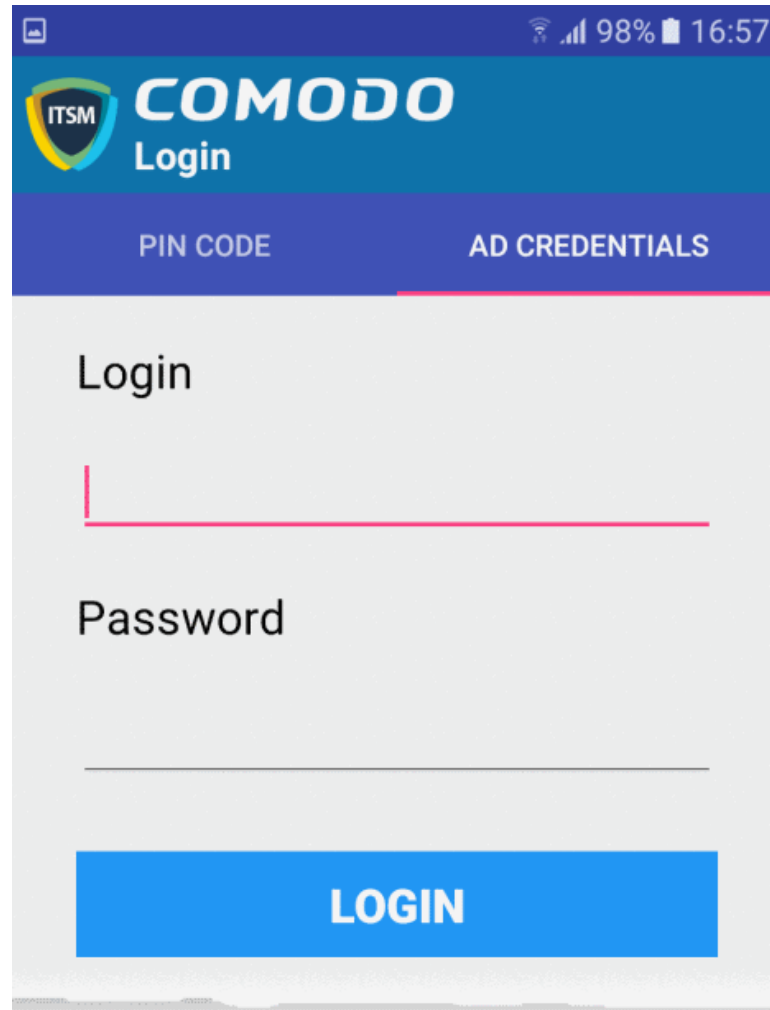 98% 16:57
ITSM COMODO
Login
PIN CODE AD CREDENTIALS
Login
Password
LOGIN